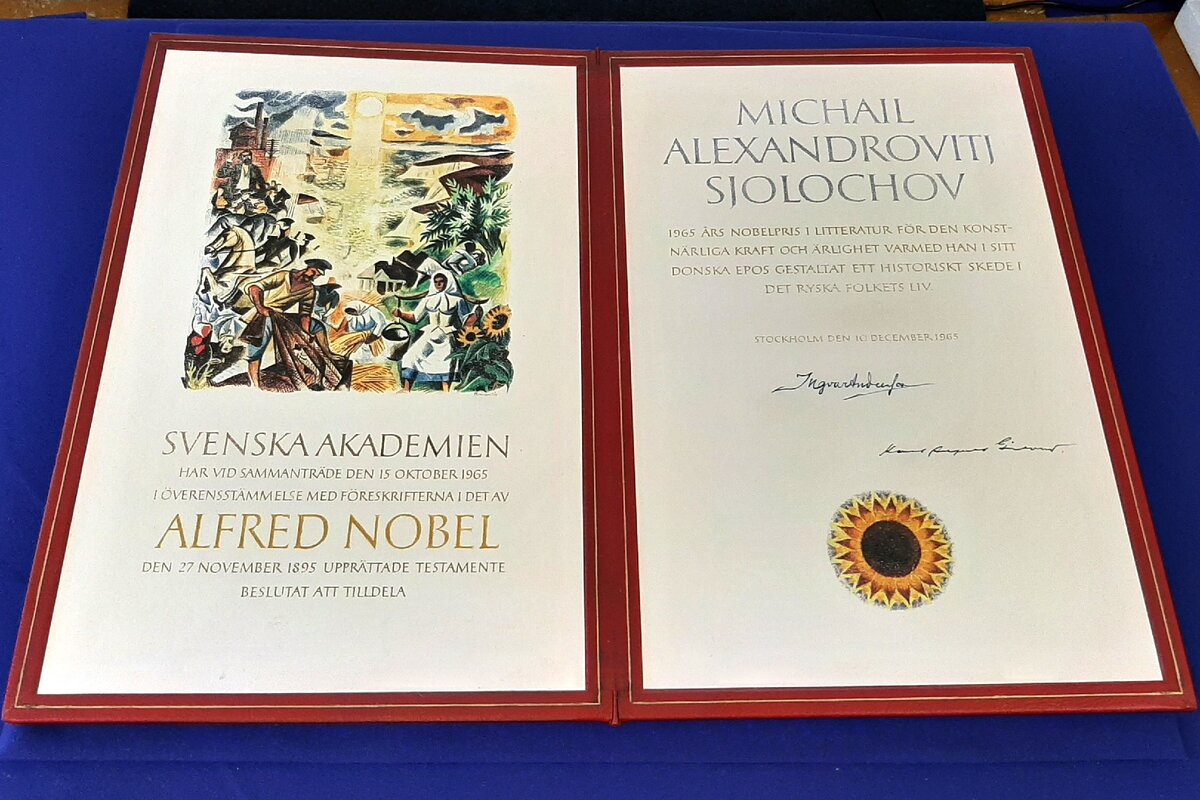 SVENSKA AKADEMIEN
HAR VID SAMMANTRÄDE DEN 15 OKTOBER 1965
I ÖVERENSSTÄMMELSE MED FÖRESKRIFTERNA I DET AV
ALFRED NOBEL
DEN 27 NOVEMBER 1895 UPPRÄTTADE TESTAMENTE
BESLUTAT ATT TILLDELA
MICHAIL
ALEXANDROVITJ
SJOLOCHOV
1965 ÅRS NOBELPRIS I LITTERATUR FÖR DEN KONST-
NÄRLIGA KRAFT OCH ÄRLIGHET VARMED HAN I SITT
DONSKA EPOS GESTALTAT ETT HISTORISKT SKEDE I
DET RYSKA FOLKETS LIV.
STOCKHOLM DEN 10 DECEMBER 1965